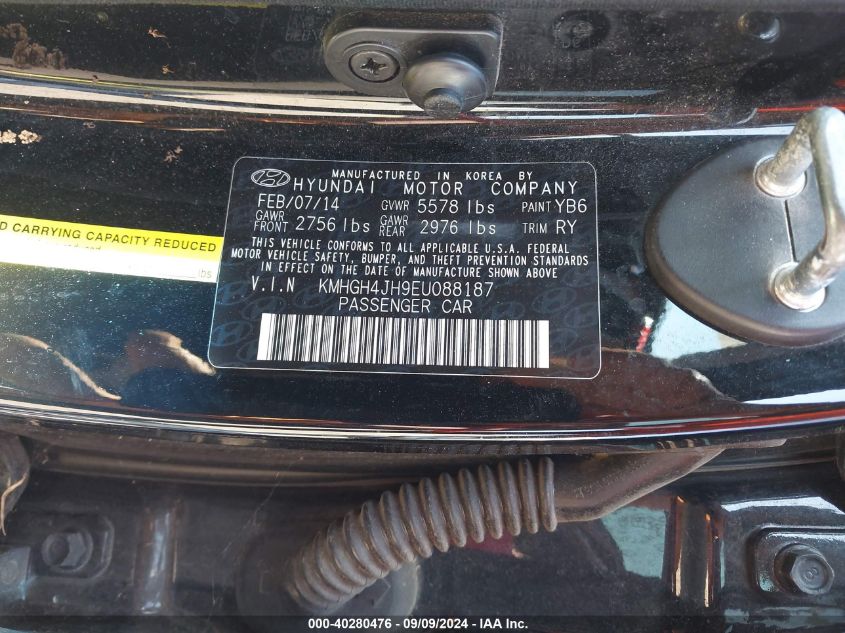 MANUFACTURED IN KOREA BY
HYUNDAI MOTOR COMPANY
FEB/07/14 GVWR 5578 lbs PAINT YB6
GAWR FRONT 2756 lbs GAWR REAR 2976 lbs TRIM RY
THIS VEHICLE CONFORMS TO ALL APPLICABLE U.S.A. FEDERAL
MOTOR VEHICLE SAFETY, BUMPER, AND THEFT PREVENTION STANDARDS
IN EFFECT ON THE DATE OF MANUFACTURE SHOWN ABOVE
V.I.N KMHGH4JH9EU088187
PASSENGER CAR
CARRYING CAPACITY REDUCED
lbs
000-40280476 - 09/09/2024 - IAA Inc.